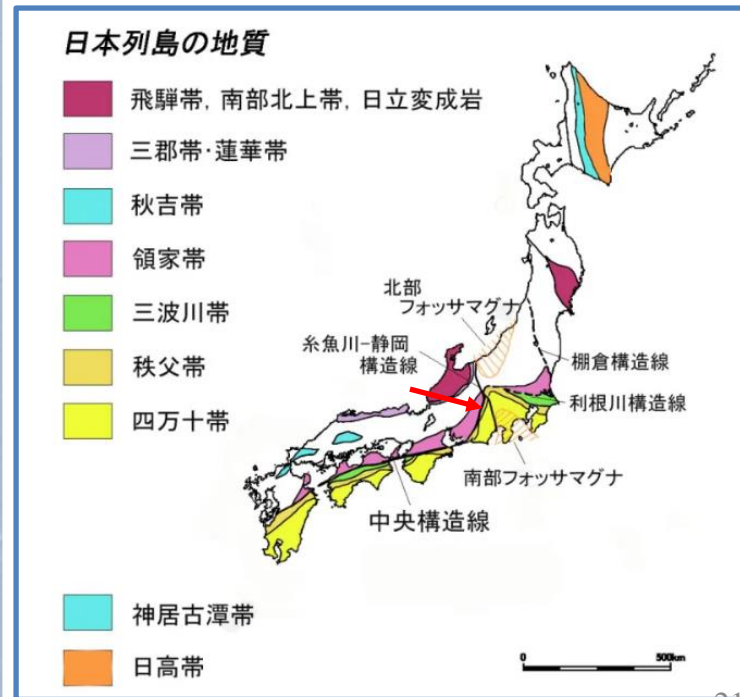 日本列島の地質
飛騨帯, 南部北上帯, 日立変成岩
三郡帯・蓮華帯
秋吉帯
領家帯
三波川帯
秩父帯
四万十帯
北部
フォッサマグナ
糸魚川-静岡
構造線
棚倉構造線
利根川構造線
南部フォッサマグナ
中央構造線
神居古潭帯
日高帯
0
500km